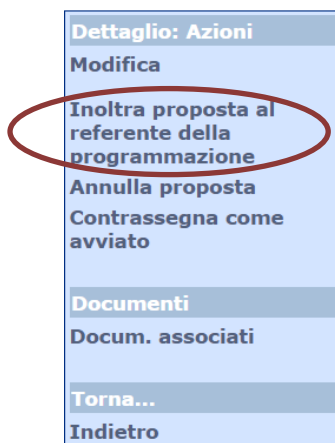 Dettaglio: Azioni
Modifica
Inoltra proposta al
referente della
programmazione
Annulla proposta
Contrassegna come
avviato
Documenti
Docum. associati
Torna...
Indietro